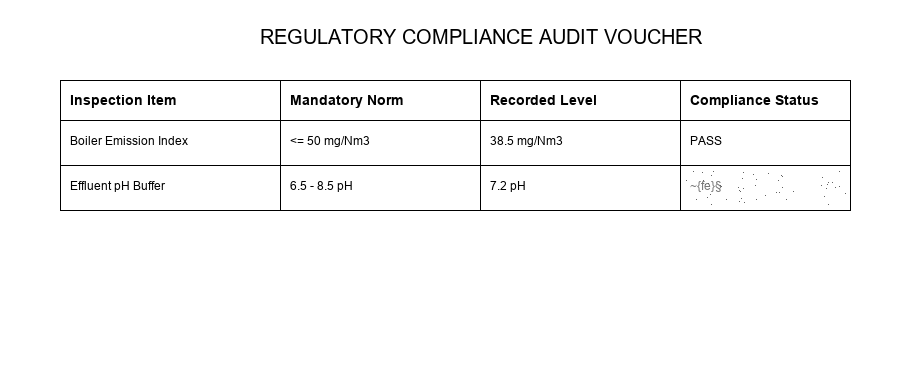 REGULATORY COMPLIANCE AUDIT VOUCHER
Inspection Item Mandatory Norm Recorded Level Compliance Status
Boiler Emission Index <= 50 mg/Nm3 38.5 mg/Nm3 PASS
Effluent pH Buffer 6.5 - 8.5 pH 7.2 pH